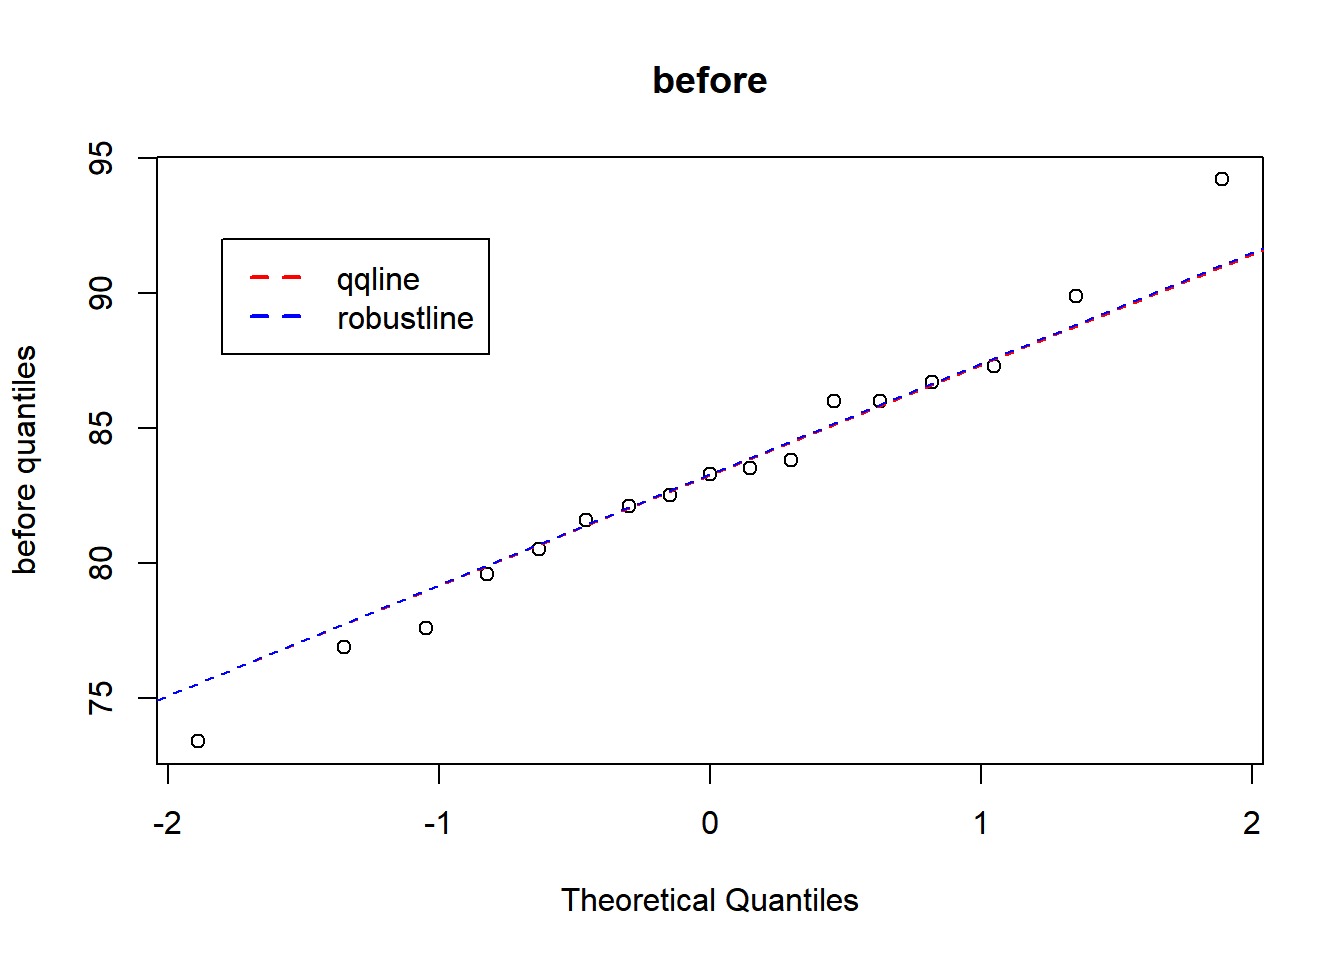 before
95
90
85
80
75
before quantiles
qqline
robustline
-2 -1 0 1 2
Theoretical Quantiles